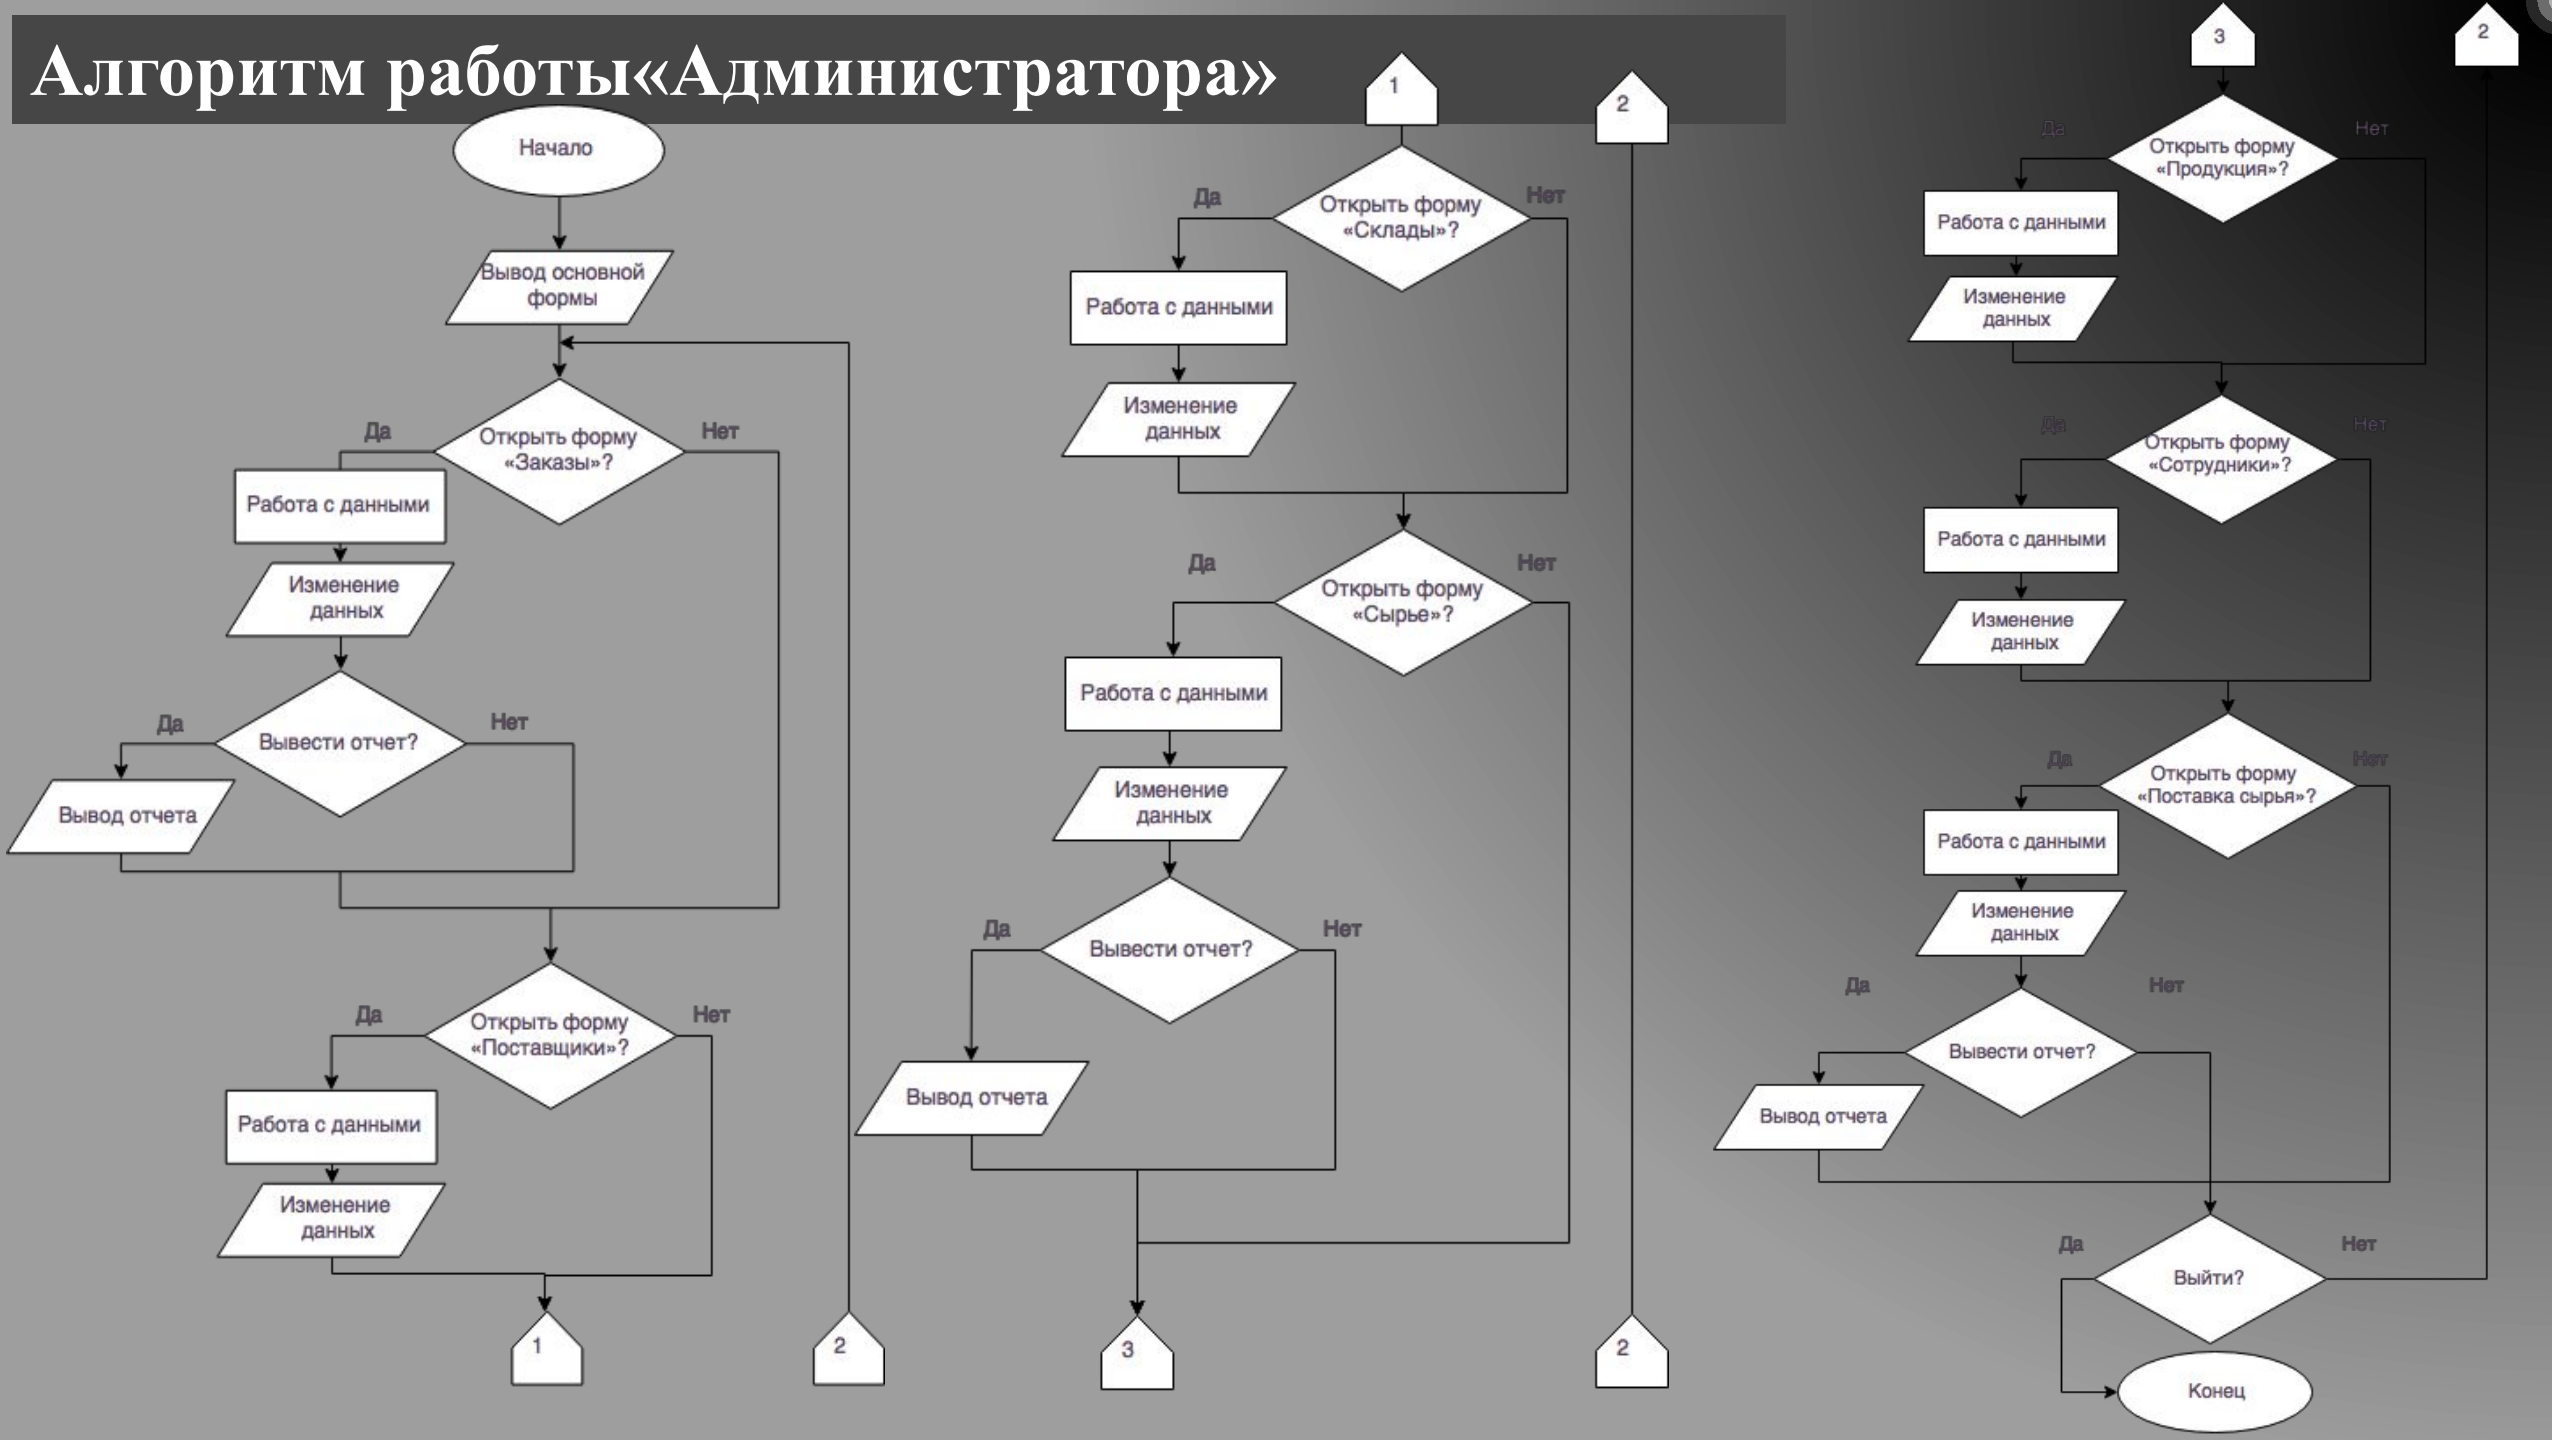 Алгоритм работы«Администратора»
Начало
Вывод основной
формы
Да
Открыть форму
«Заказы»?
Нет
Работа с данными
Изменение
данных
Да
Вывести отчет?
Нет
Вывод отчета
Да
Открыть форму
«Поставщики»?
Нет
Работа с данными
Изменение
данных
1
2
1
2
Да
Открыть форму
«Склады»?
Нет
Работа с данными
Изменение
данных
Да
Открыть форму
«Сырье»?
Нет
Работа с данными
Изменение
данных
Да
Вывести отчет?
Нет
Вывод отчета
3
2
3
2
Да
Открыть форму
«Продукция»?
Нет
Работа с данными
Изменение
данных
Да
Открыть форму
«Сотрудники»?
Нет
Работа с данными
Изменение
данных
Да
Открыть форму
«Поставка сырья»?
Нет
Работа с данными
Изменение
данных
Да
Вывести отчет?
Нет
Вывод отчета
Да
Выйти?
Нет
Конец